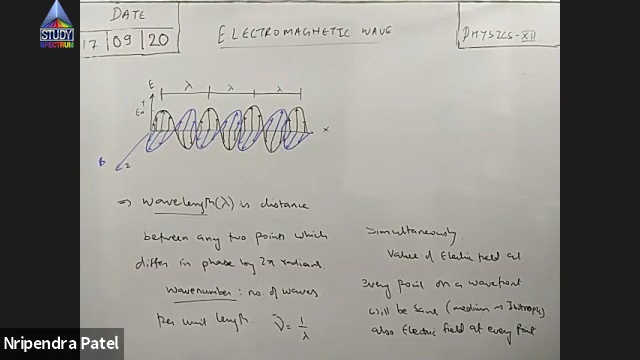 STUDY
SPECTRUM
DATE
17 09 20
ELECTROMAGNETIC WAVE
PHYSICS-XII
λ λ λ
E
Y
E₀
x
B
z
⇒ Wavelength(λ) is distance
between any two points which
differ in phase by 2π radians.
Wavenumber: no. of waves
per unit length. ν̄ = 1/λ
Simultaneously.
Value of Electric field at
Every point on a wavefront
will be same (medium is Isotropic)
also Electric field at every point
Nripendra Patel